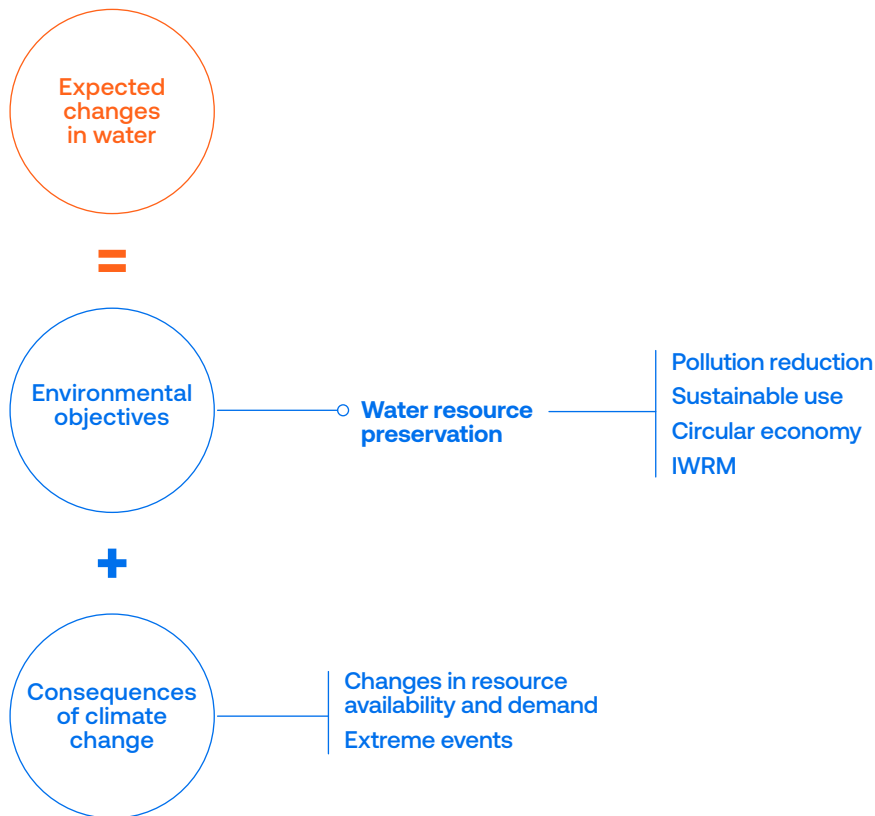 Expected
changes
in water
=
Environmental
objectives
Water resource
preservation
Pollution reduction
Sustainable use
Circular economy
IWRM
+
Consequences
of climate
change
Changes in resource
availability and demand
Extreme events